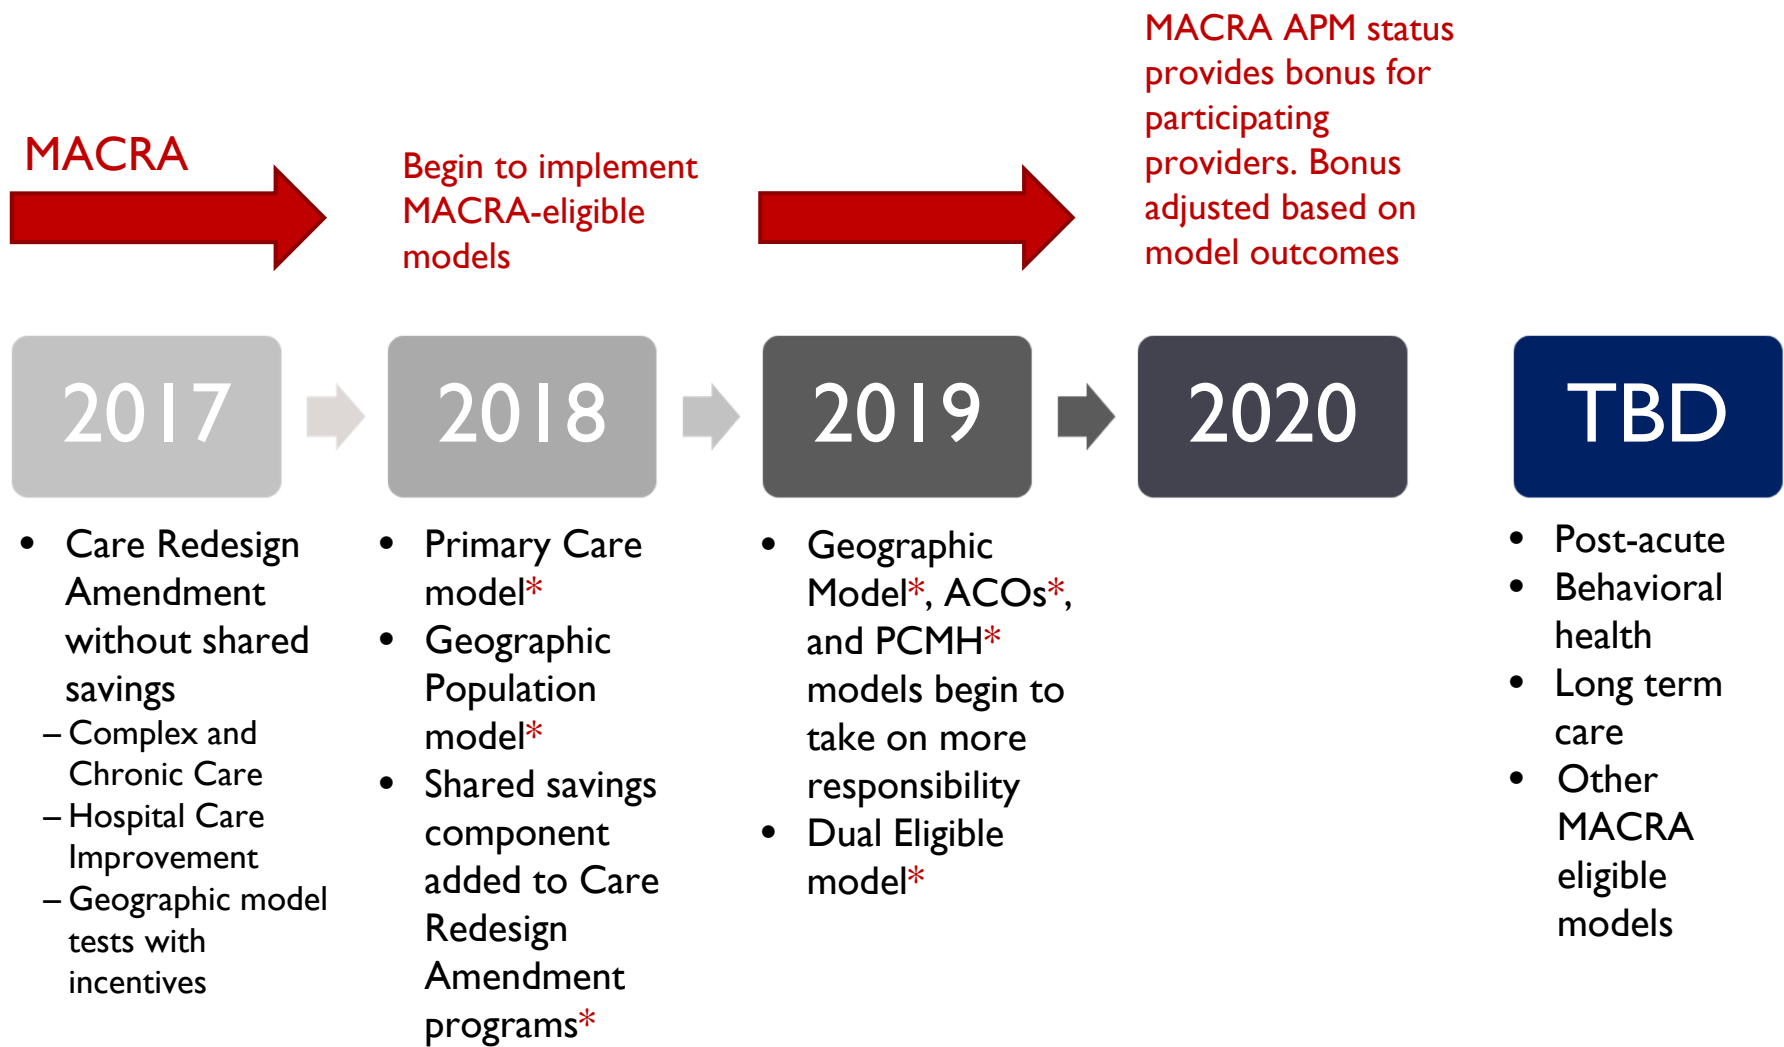 MACRA
Begin to implement
MACRA-eligible
models
MACRA APM status
provides bonus for
participating
providers. Bonus
adjusted based on
model outcomes
2017
2018
2019
2020
TBD
• Care Redesign
Amendment
without shared
savings
– Complex and
Chronic Care
– Hospital Care
Improvement
– Geographic model
tests with
incentives
• Primary Care
model*
• Geographic
Population
model*
• Shared savings
component
added to Care
Redesign
Amendment
programs*
• Geographic
Model*, ACOs*,
and PCMH*
models begin to
take on more
responsibility
• Dual Eligible
model*
• Post-acute
• Behavioral
health
• Long term
care
• Other
MACRA
eligible
models